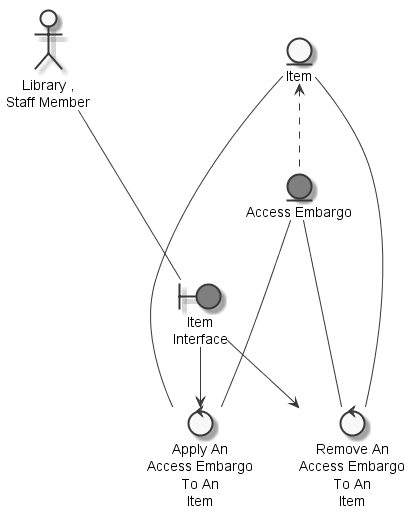 Library ,
Staff Member
Item
Access Embargo
Item
Interface
Apply An
Access Embargo
To An
Item
Remove An
Access Embargo
To An
Item